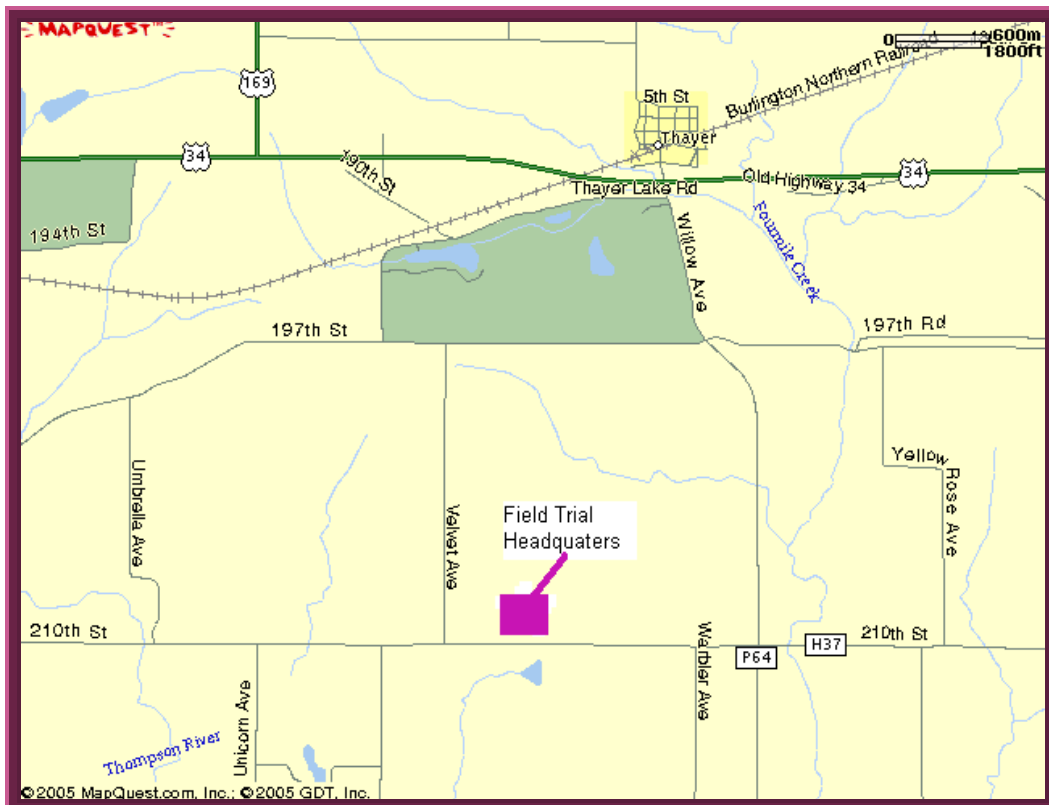 MAPQUEST
0 600m
1800ft
169
5th St
Burlington Northern Railroad
Thayer
34
190th St
Thayer Lake Rd
Old Highway 34
34
194th St
Willow Ave
Fourmile Creek
197th St
197th Rd
Umbrella Ave
Velvet Ave
Yellow
Rose Ave
Field Trial
Headquaters
210th St
Warbler Ave
P64
H37
210th St
Unicorn Ave
Thompson River
©2005 MapQuest.com, Inc.; ©2005 GDT, Inc.